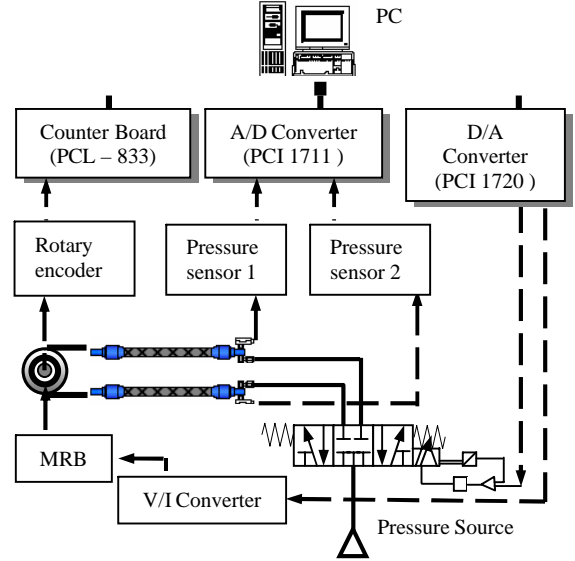 PC
Counter Board
(PCL – 833)
A/D Converter
(PCI 1711 )
D/A
Converter
(PCI 1720 )
Rotary
encoder
Pressure
sensor 1
Pressure
sensor 2
MRB
V/I Converter
Pressure Source